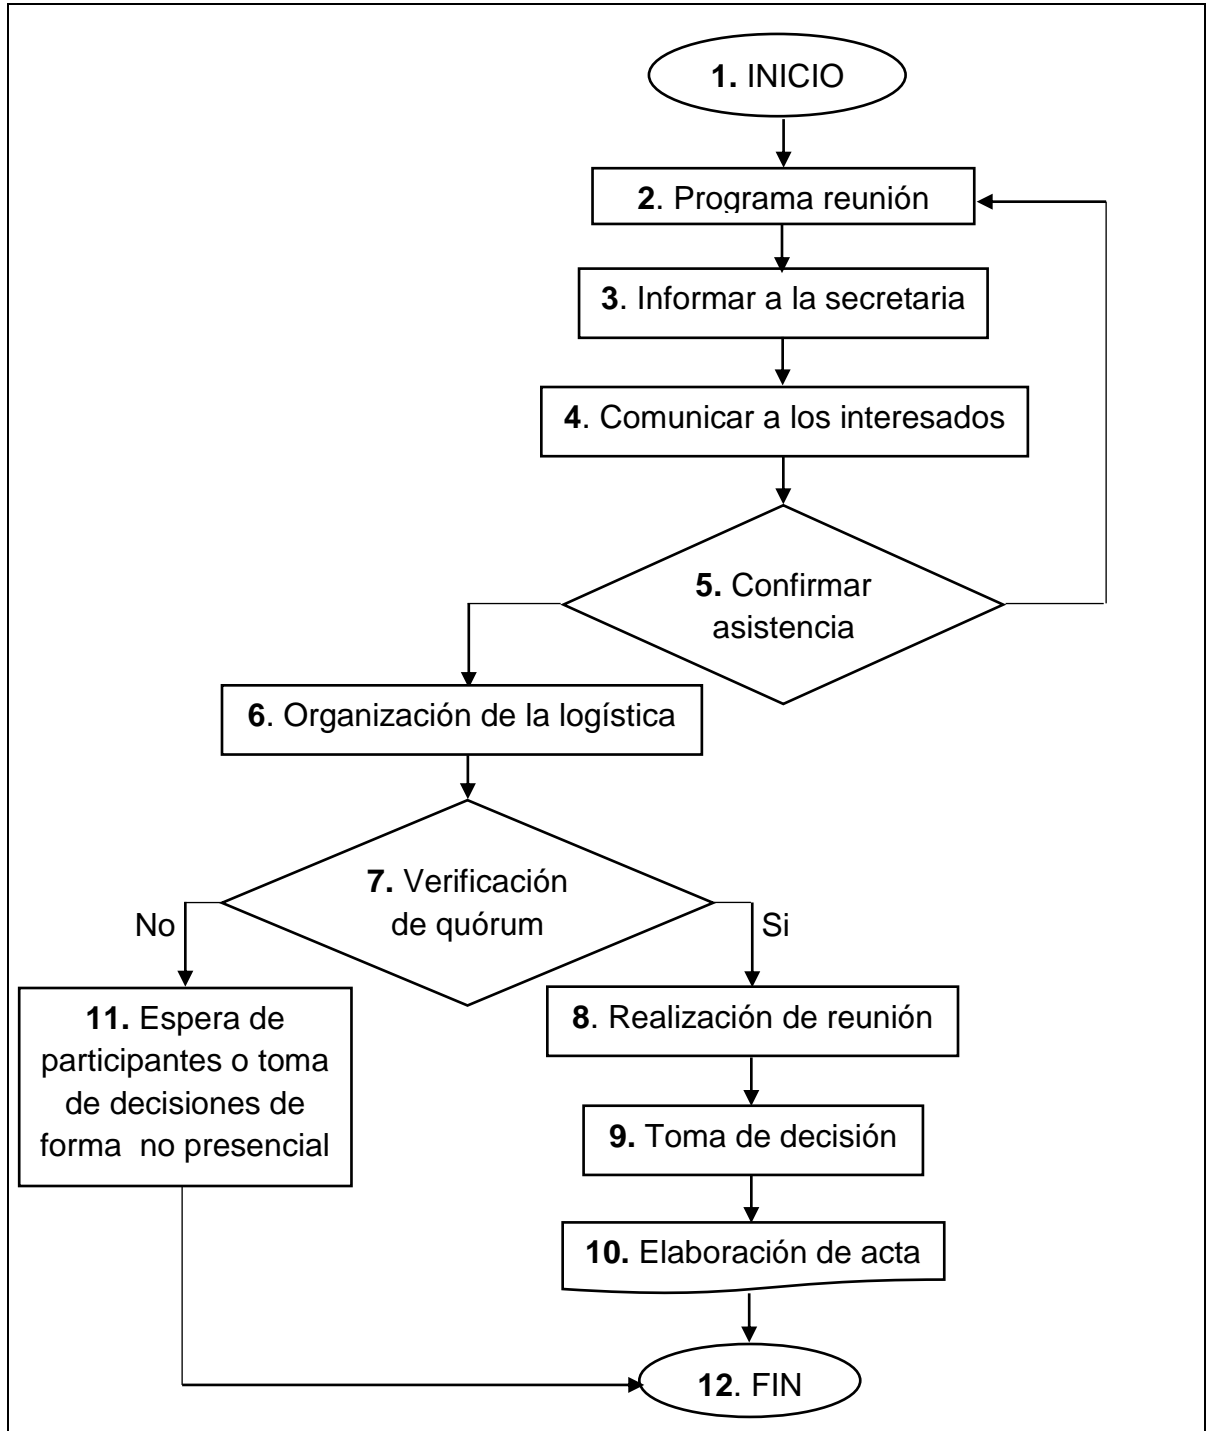 1. INICIO
2. Programa reunión
3. Informar a la secretaria
4. Comunicar a los interesados
5. Confirmar
asistencia
6. Organización de la logística
7. Verificación
de quórum
No
Si
8. Realización de reunión
9. Toma de decisión
10. Elaboración de acta
11. Espera de
participantes o toma
de decisiones de
forma no presencial
12. FIN